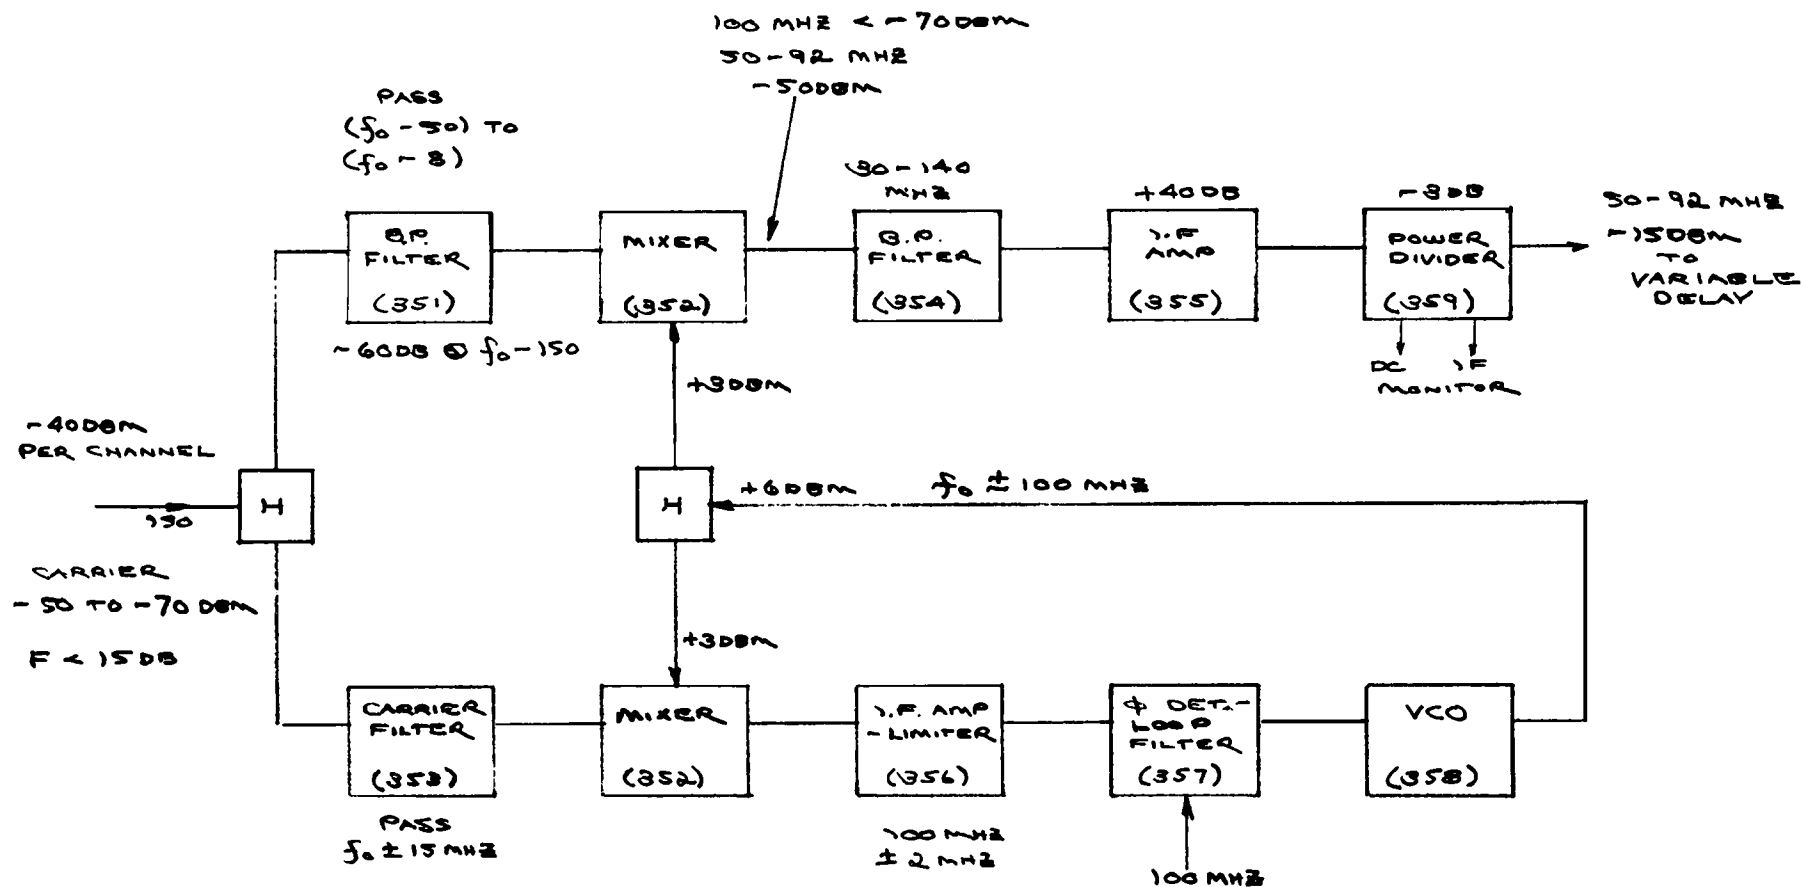 100 MHZ < -70DBM
50-92 MHZ
-50DBM
PASS
(f₀ - 50) TO
(f₀ - 8)
30-140
MHZ
+40DB
-3DB
B.P.
FILTER
(351)
MIXER
(352)
B.P.
FILTER
(354)
I.F
AMP
(355)
POWER
DIVIDER
(359)
50-92 MHZ
-15DBM
TO
VARIABLE
DELAY
-60DB @ f₀-150
DC
IF
MONITOR
+3DBM
-40DBM
PER CHANNEL
H
H
+6DBM
f₀ ± 100 MHZ
CARRIER
-50 TO -70 DBM
F < 15DB
+3DBM
CARRIER
FILTER
(353)
MIXER
(352)
I.F. AMP
-LIMITER
(356)
ϕ DET.-
LOOP
FILTER
(357)
VCO
(358)
PASS
f₀ ± 15 MHZ
100 MHZ
± 2 MHZ
100 MHZ